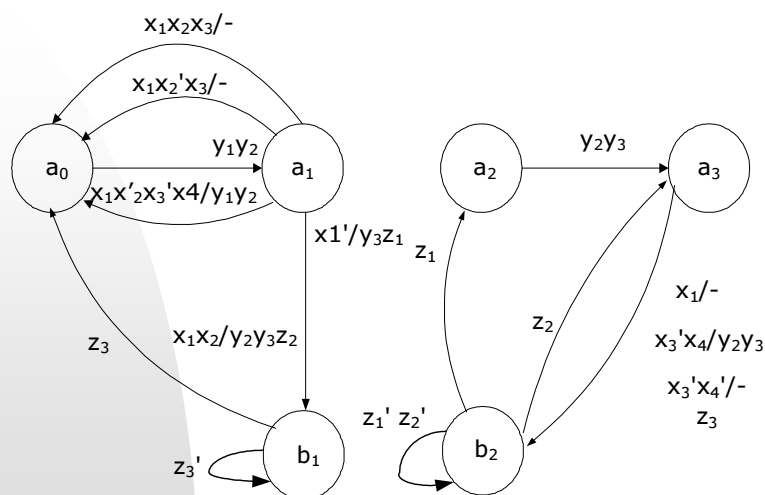 x₁x₂x₃/-
x₁x₂'x₃/-
a₀
y₁y₂
a₁
x₁x'₂x₃'x4/y₁y₂
x1'/y₃z₁
z₃
x₁x₂/y₂y₃z₂
z₃'
b₁
a₂
y₂y₃
a₃
z₁
z₂
x₁/-
x₃'x₄/y₂y₃
x₃'x₄'/-
z₃
z₁' z₂'
b₂